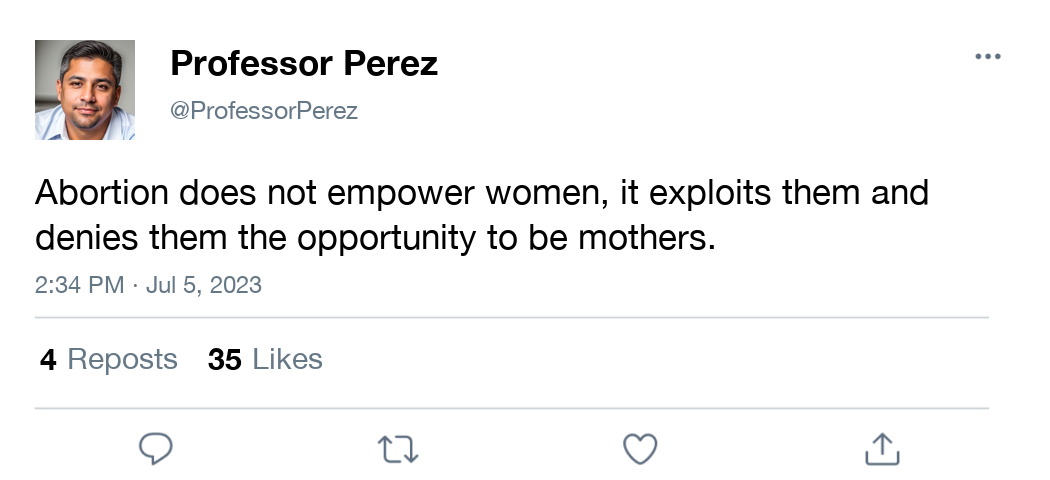 Professor Perez
@ProfessorPerez
Abortion does not empower women, it exploits them and
denies them the opportunity to be mothers.
2:34 PM · Jul 5, 2023
4 Reposts 35 Likes